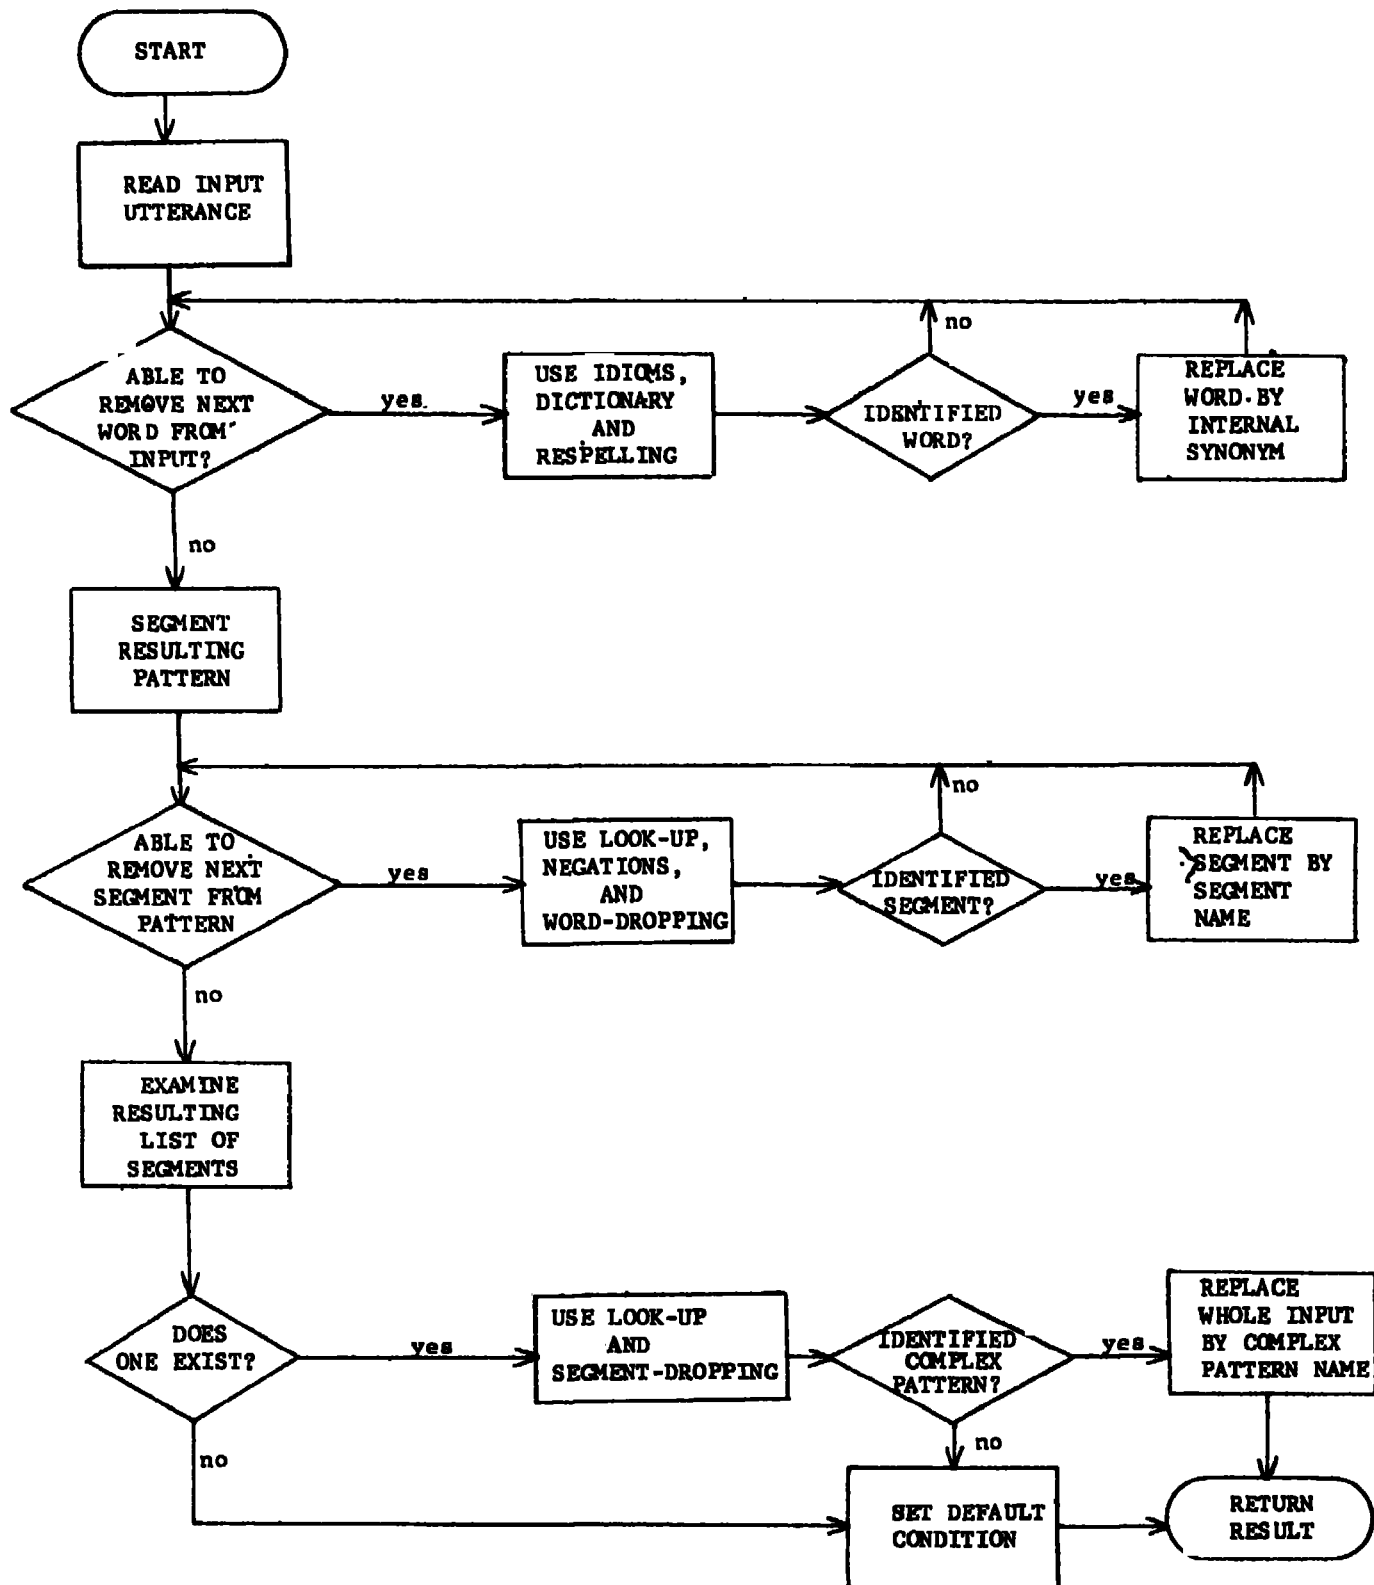 START
READ INPUT
UTTERANCE
no
ABLE TO
REMOVE NEXT
WORD FROM
INPUT?
yes
USE IDIOMS,
DICTIONARY
AND
RESPELLING
IDENTIFIED
WORD?
yes
REPLACE
WORD BY
INTERNAL
SYNONYM
no
SEGMENT
RESULTING
PATTERN
no
ABLE TO
REMOVE NEXT
SEGMENT FROM
PATTERN
yes
USE LOOK-UP,
NEGATIONS,
AND
WORD-DROPPING
IDENTIFIED
SEGMENT?
yes
REPLACE
SEGMENT BY
SEGMENT
NAME
no
EXAMINE
RESULTING
LIST OF
SEGMENTS
DOES
ONE EXIST?
yes
USE LOOK-UP
AND
SEGMENT-DROPPING
IDENTIFIED
COMPLEX
PATTERN?
yes
REPLACE
WHOLE INPUT
BY COMPLEX
PATTERN NAME
no
no
SET DEFAULT
CONDITION
RETURN
RESULT